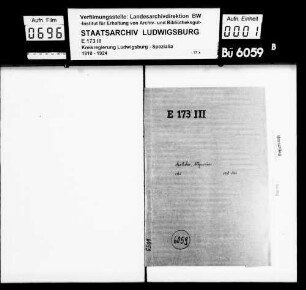 Aufn. Film
0696
Verfilmungsstelle: Landesarchivdirektion BW
-Institut für Erhaltung von Archiv- und Bibliotheksgut-
STAATSARCHIV LUDWIGSBURG
E 173 III
Kreisregierung Ludwigsburg - Spezialia
1818 - 1924
Aufn. Einheit
0001
Bü 6059
B
E 173 III
6059
6059